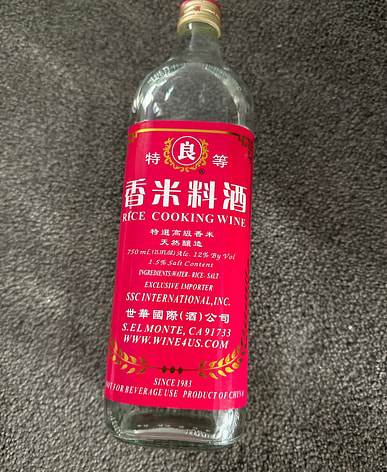 良
特 等
®
香米料酒
RICE COOKING WINE
特選高級香米
天然釀造
750 mL (25.3FL OZ) Alc. 12% By Vol
1.5% Salt Content
INGREDIENTS:WATER · RICE · SALT
EXCLUSIVE IMPORTER
SSC INTERNATIONAL, INC.
世華國際(酒)公司
S. EL MONTE, CA 91733
WWW.WINE4US.COM
SINCE 1983
FOR BEVERAGE USE PRODUCT OF CHINA